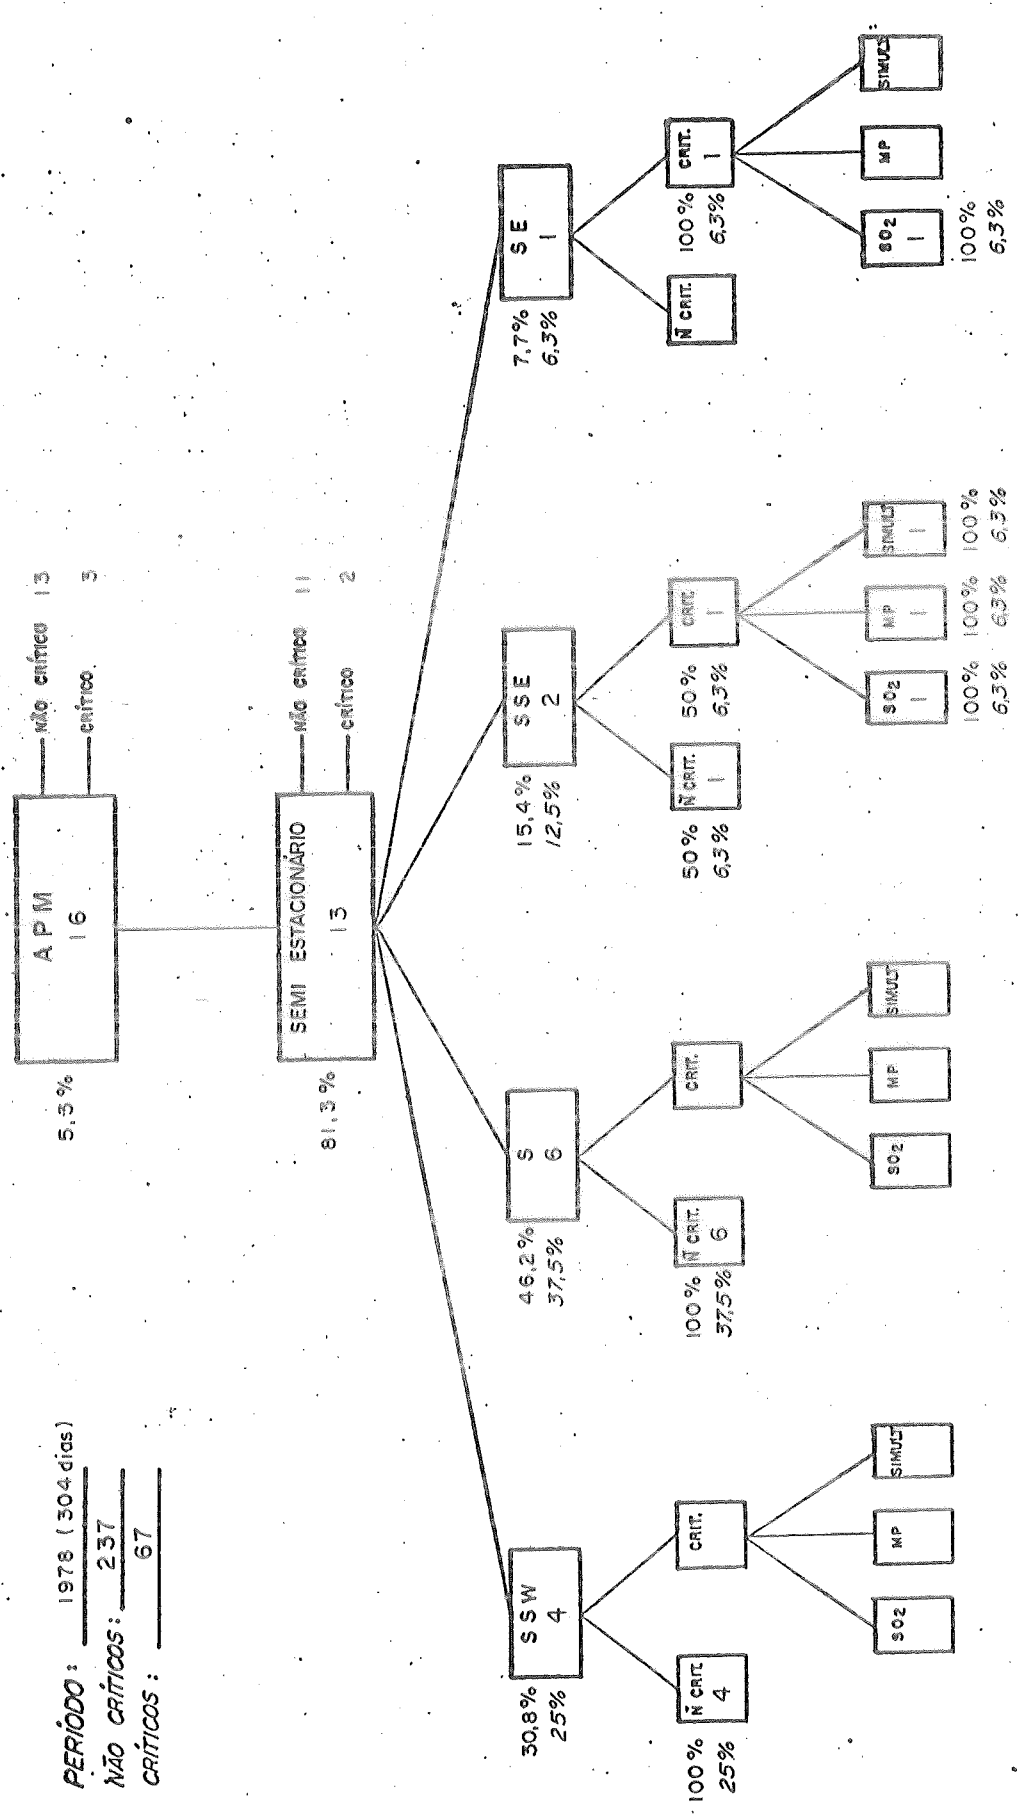 PERÍODO: 1978 (304 dias)
NÃO CRÍTICOS: 237
CRÍTICOS: 67
5.3%
APM
16
NÃO CRÍTICO 13
CRÍTICO 3
81.3%
SEMI ESTACIONÁRIO
13
NÃO CRÍTICO 11
CRÍTICO 2
30,8%
25%
SSW
4
46,2%
37,5%
S
6
15,4%
12,5%
SSE
2
7,7%
6,3%
SE
1
100%
25%
Ñ CRIT.
4
CRIT.
100%
37,5%
Ñ CRIT.
6
CRIT.
50%
6,3%
Ñ CRIT.
1
50%
6,3%
CRIT.
1
Ñ CRIT.
100%
6,3%
CRIT.
1
SO2
MP
SIMULT
SO2
MP
SIMULT
SO2
1
100%
6,3%
MP
1
100%
6,3%
SIMULT
1
100%
6,3%
SO2
1
100%
6,3%
MP
SIMULT